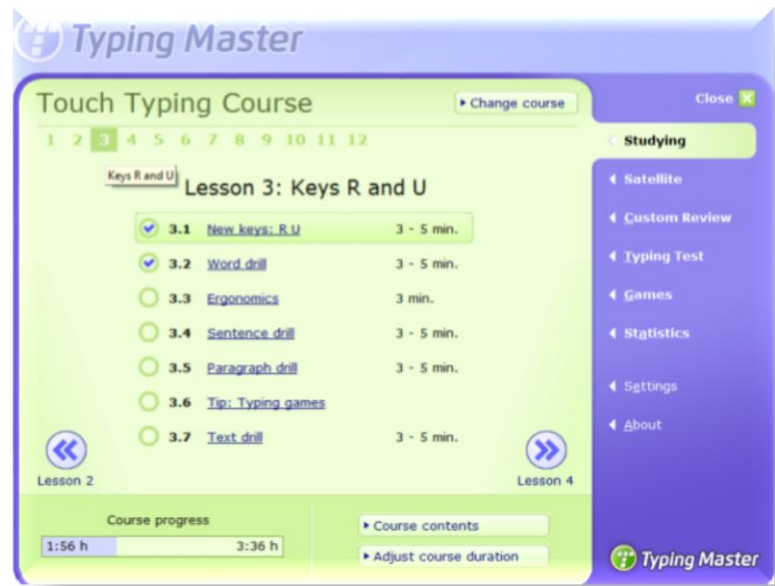 Typing Master
Touch Typing Course
Change course
Close
1 2 3 4 5 6 7 8 9 10 11 12
Keys R and U
Lesson 3: Keys R and U
3.1 New keys: R U 3 - 5 min.
3.2 Word drill 3 - 5 min.
3.3 Ergonomics 3 min.
3.4 Sentence drill 3 - 5 min.
3.5 Paragraph drill 3 - 5 min.
3.6 Tip: Typing games
3.7 Text drill 3 - 5 min.
Lesson 2
Lesson 4
Course progress
1:56 h 3:36 h
Course contents
Adjust course duration
Studying
Satellite
Custom Review
Typing Test
Games
Statistics
Settings
About
Typing Master